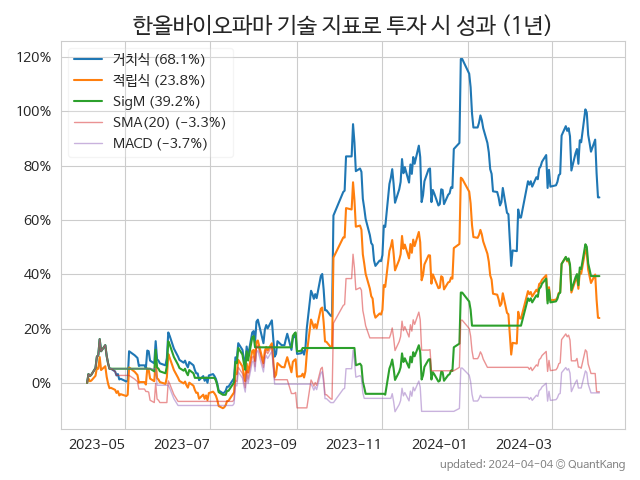 한올바이오파마 기술 지표로 투자 시 성과 (1년)
거치식 (68.1%)
적립식 (23.8%)
SigM (39.2%)
SMA(20) (−3.3%)
MACD (−3.7%)
120%
100%
80%
60%
40%
20%
0%
2023−05 2023−07 2023−09 2023−11 2024−01 2024−03
updated: 2024−04−04 © QuantKang